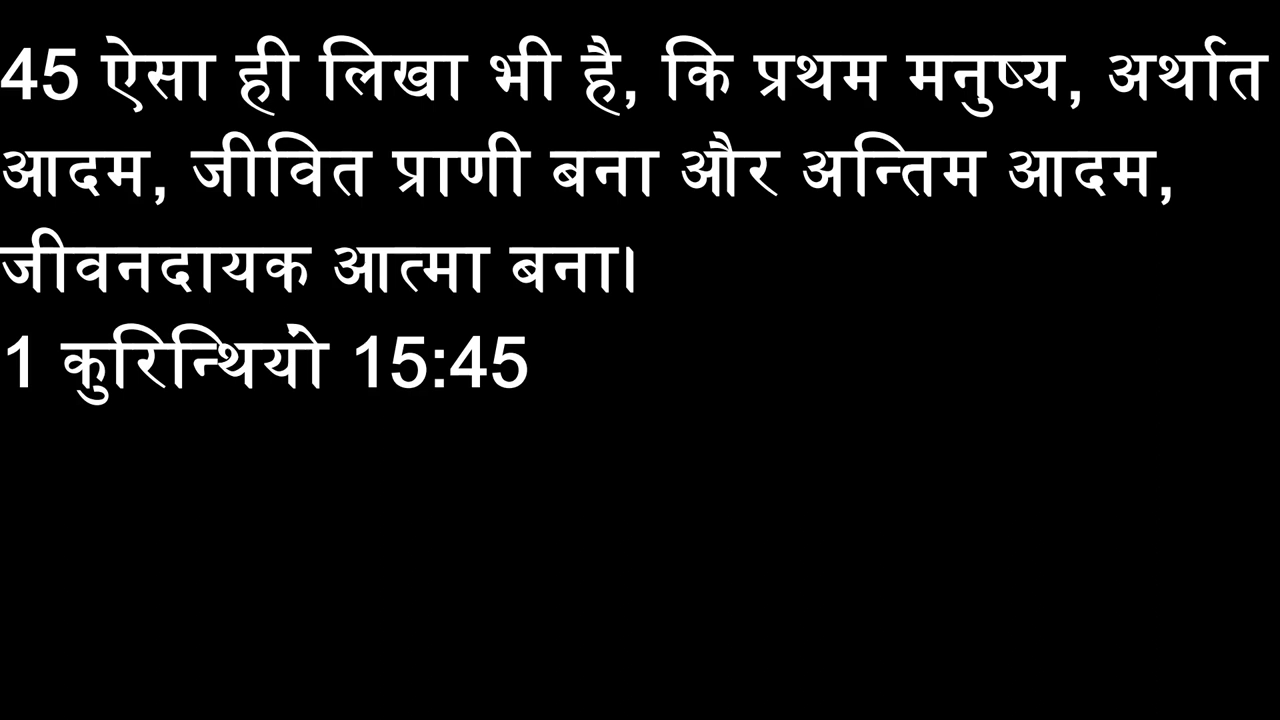 45 ऐसा ही लिखा भी है, कि प्रथम मनुष्य, अर्थात
आदम, जीवित प्राणी बना और अन्तिम आदम,
जीवनदायक आत्मा बना।
1 कुरिन्थियों 15:45